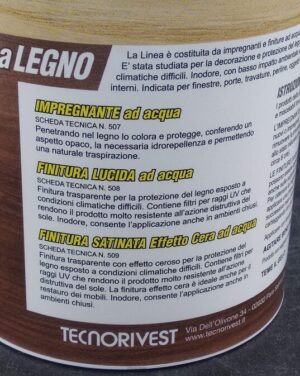 a LEGNO
La Linea è costituita da impregnanti e finiture ad acqua
E' stata studiata per la decorazione e protezione del
climatiche difficili. Inodore, con basso impatto ambien
interni. Indicata per finestre, porte, travature, perline, oggetti
IMPREGNANTE ad acqua
SCHEDA TECNICA N. 507
Penetrando nel legno lo colora e protegge, conferendo un
aspetto opaco, la necessaria idrorepellenza e permettendo
una naturale traspirazione.
FINITURA LUCIDA ad acqua
SCHEDA TECNICA N. 508
Finitura trasparente per la protezione del legno esposto a
condizioni climatiche difficili. Contiene filtri per raggi UV che
rendono il prodotto molto resistente all'azione distruttiva del
sole. Inodore, consente l'applicazione anche in ambienti chiusi.
FINITURA SATINATA Effetto Cera ad acqua
SCHEDA TECNICA N. 509
Finitura trasparente con effetto ceroso per la protezione del
legno esposto a condizioni climatiche difficili. Contiene filtri per raggi
UV che rendono il prodotto molto resistente all'azione
distruttiva del sole. La finitura effetto cera è ideale anche per il
restauro dei mobili. Inodore, consente l'applicazione anche in
ambienti chiusi.
TECNORIVEST
Via Dell'Olivone 34 - 00020
www.tecnorivest.it